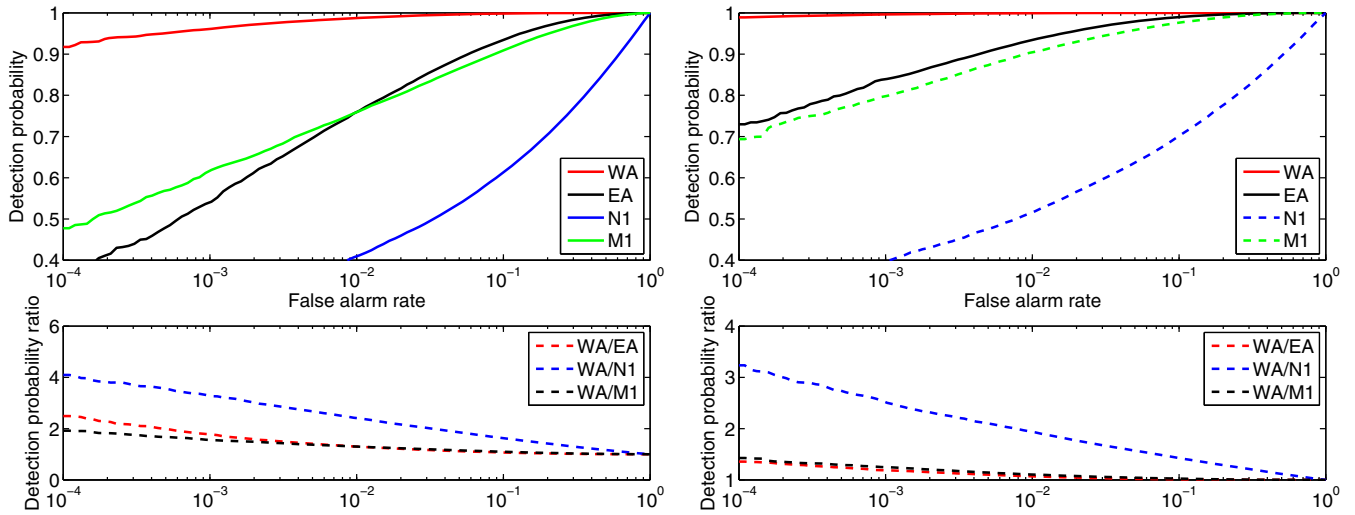 1
0.9
0.8
0.7
0.6
0.5
0.4
Detection probability
WA
EA
N1
M1
10^-4
10^-3
10^-2
10^-1
10^0
False alarm rate
6
4
2
0
Detection probability ratio
WA/EA
WA/N1
WA/M1
10^-4
10^-3
10^-2
10^-1
10^0
1
0.9
0.8
0.7
0.6
0.5
0.4
Detection probability
WA
EA
N1
M1
10^-4
10^-3
10^-2
10^-1
10^0
False alarm rate
4
3
2
1
Detection probability ratio
WA/EA
WA/N1
WA/M1
10^-4
10^-3
10^-2
10^-1
10^0